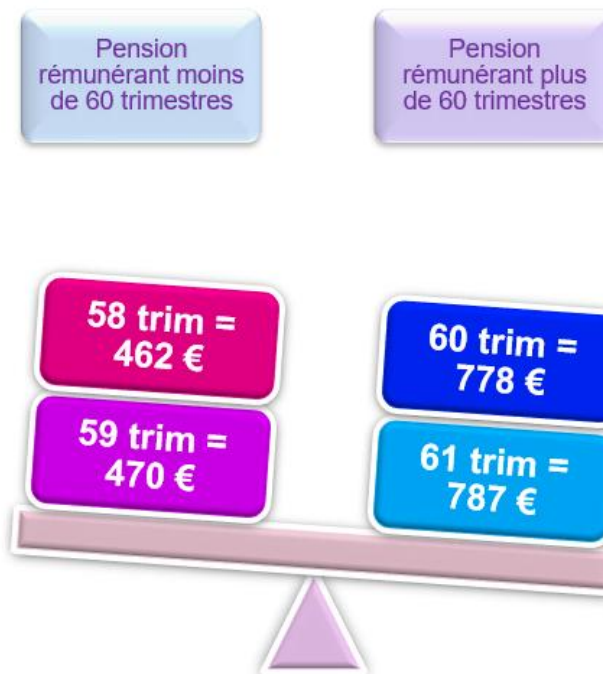 Pension
rémunérant moins
de 60 trimestres
Pension
rémunérant plus
de 60 trimestres
58 trim =
462 €
59 trim =
470 €
60 trim =
778 €
61 trim =
787 €